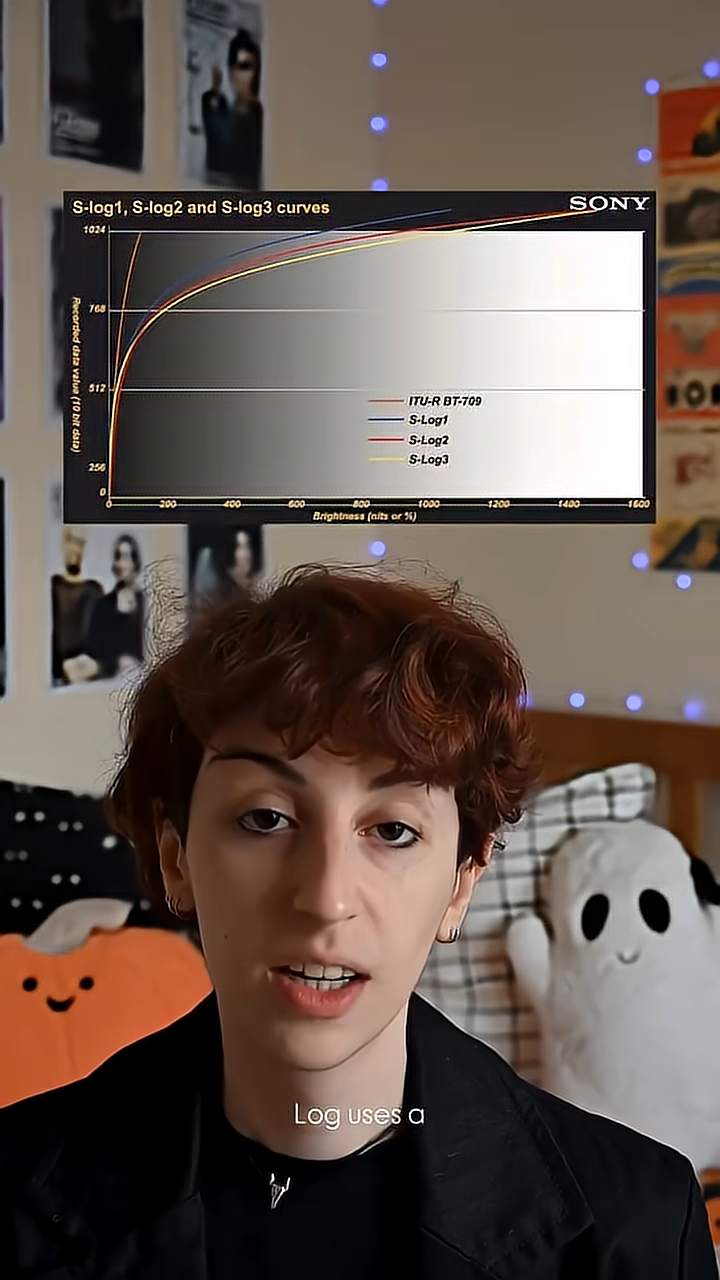 S-log1, S-log2 and S-log3 curves
SONY
1024
768
512
256
0
Recorded data value (10 bit data)
ITU-R BT-709
S-Log1
S-Log2
S-Log3
0 200 400 600 800 1000 1200 1400 1600
Brightness (nits or %)
Log uses a